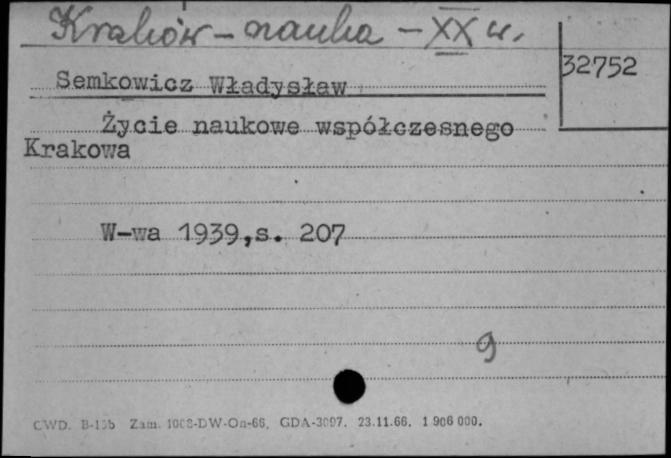 Kraków – nauka – XX w.
32752
Semkowicz Władysław
Życie naukowe współczesnego
Krakowa
W-wa 1939,s. 207
9
CWD. B-135 Zam. 1008-DW-On-66, GDA-3097. 23.11.66. 1 906 000.